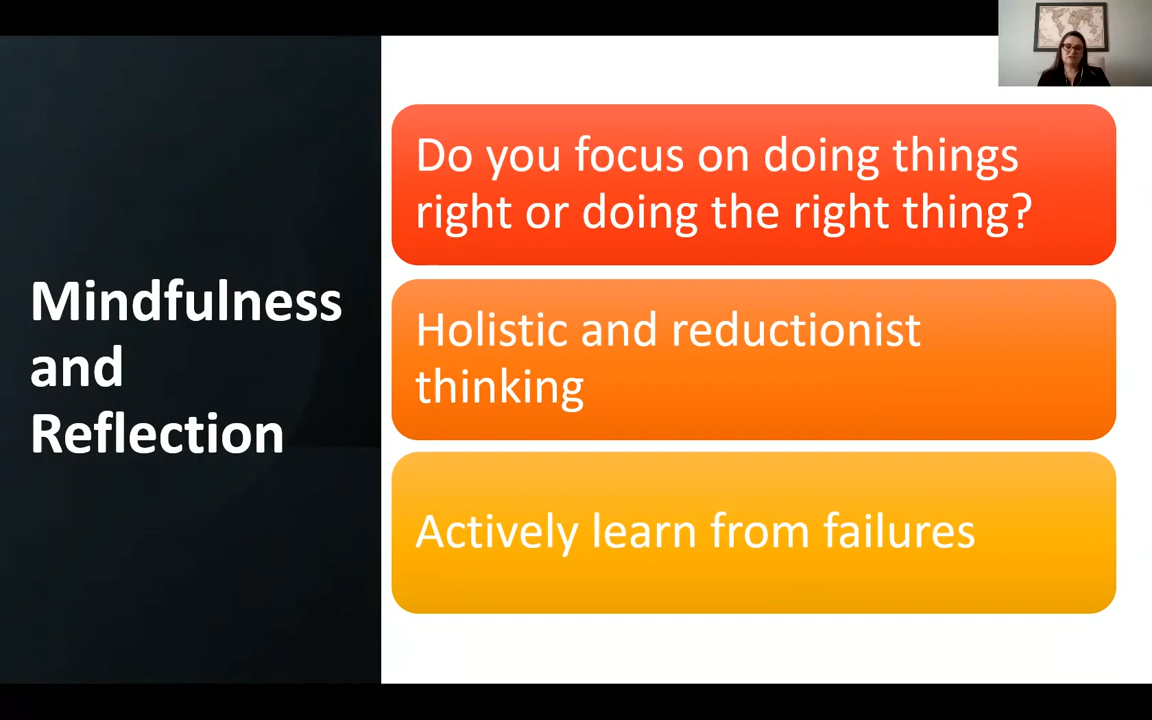 Mindfulness
and
Reflection
Do you focus on doing things
right or doing the right thing?
Holistic and reductionist
thinking
Actively learn from failures